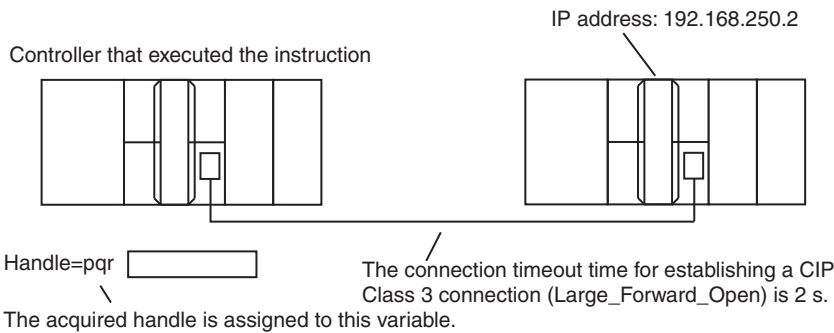 IP address: 192.168.250.2
Controller that executed the instruction
Handle=pqr
The connection timeout time for establishing a CIP
Class 3 connection (Large_Forward_Open) is 2 s.
The acquired handle is assigned to this variable.